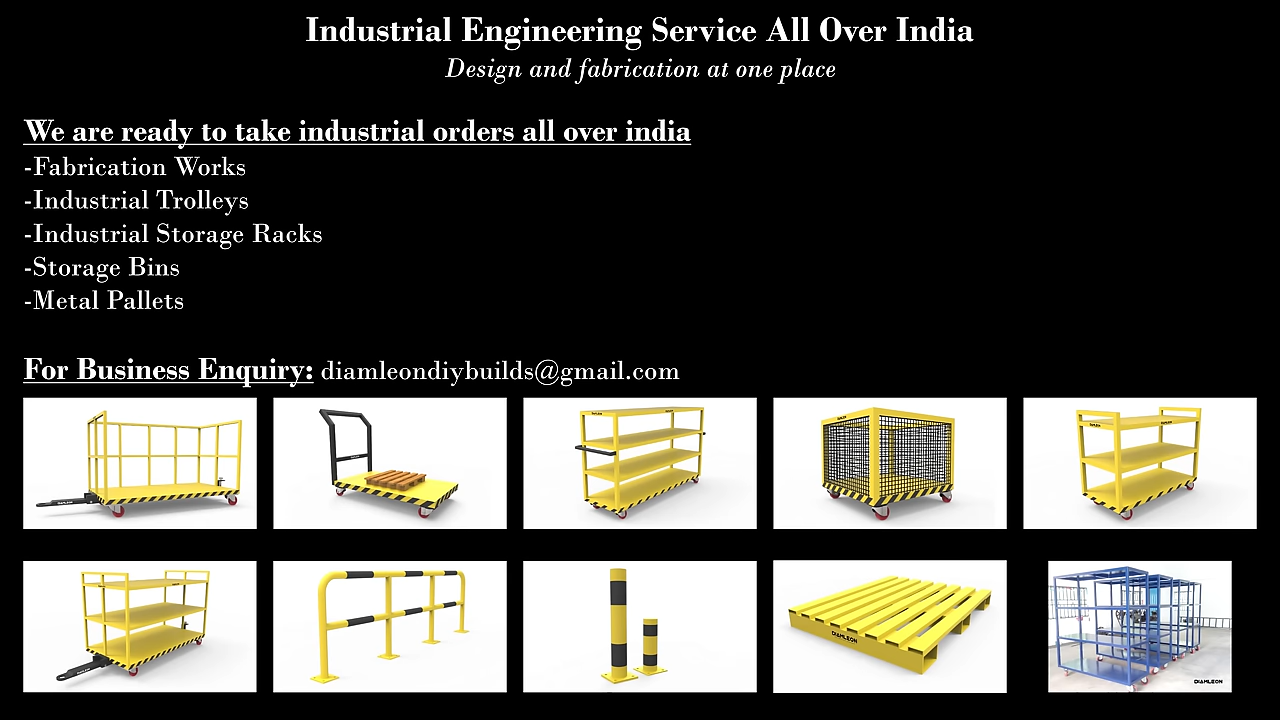 Industrial Engineering Service All Over India
Design and fabrication at one place
We are ready to take industrial orders all over india
-Fabrication Works
-Industrial Trolleys
-Industrial Storage Racks
-Storage Bins
-Metal Pallets
For Business Enquiry: diamleondiybuilds@gmail.com
DIAMLEON
DIAMLEON